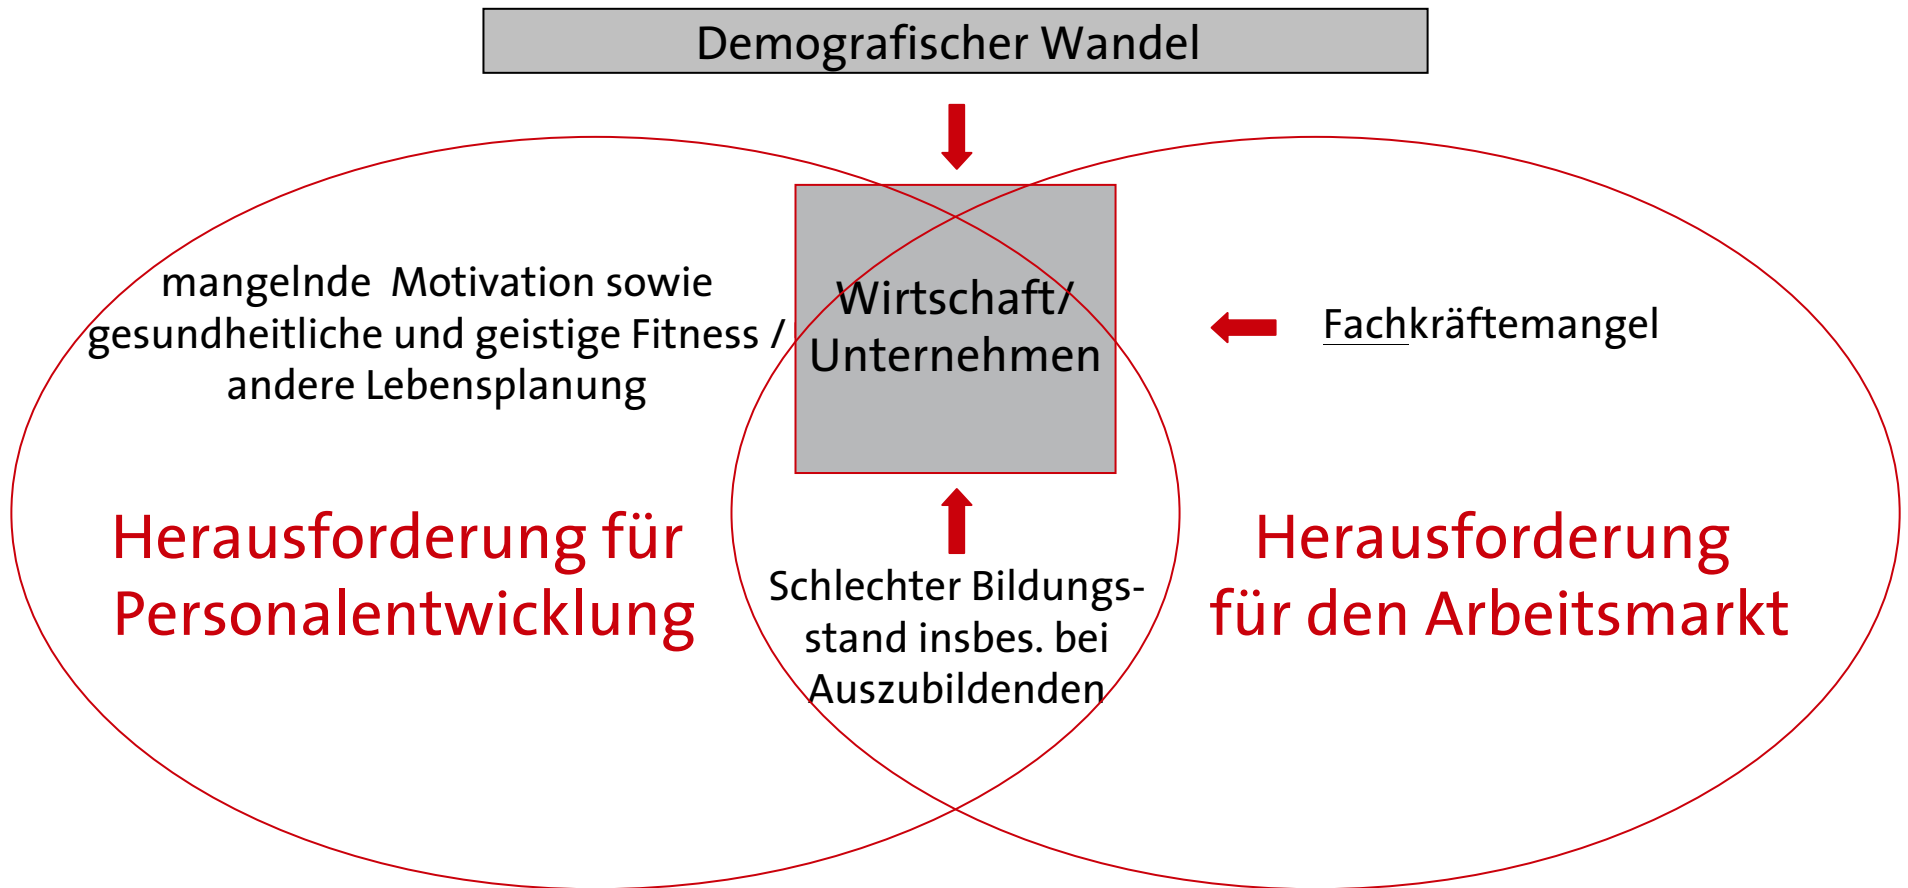 Demografischer Wandel
mangelnde Motivation sowie
gesundheitliche und geistige Fitness /
andere Lebensplanung
Wirtschaft/
Unternehmen
Fachkräftemangel
Herausforderung für
Personalentwicklung
Schlechter Bildungs-
stand insbes. bei
Auszubildenden
Herausforderung
für den Arbeitsmarkt